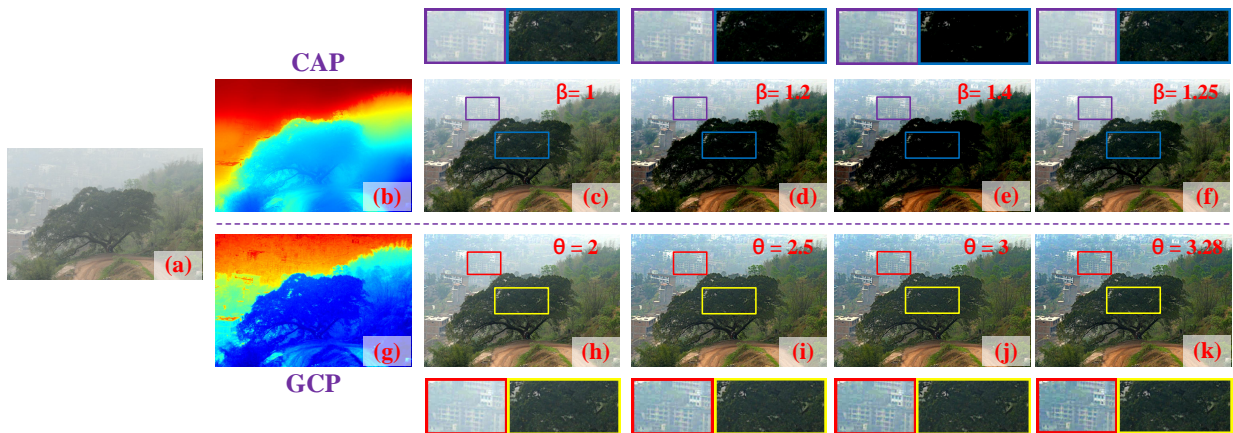 CAP
β= 1
β= 1.2
β= 1.4
β= 1.25
(a)
(b)
(c)
(d)
(e)
(f)
θ = 2
θ = 2.5
θ = 3
θ = 3.28
(g)
(h)
(i)
(j)
(k)
GCP